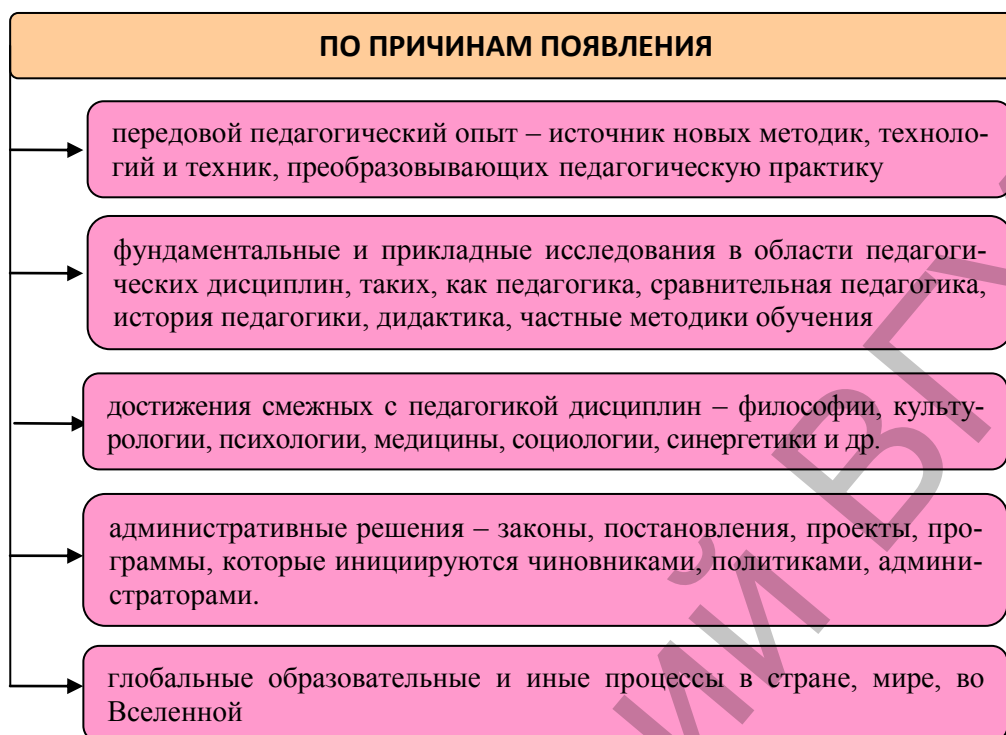 ПО ПРИЧИНАМ ПОЯВЛЕНИЯ
передовой педагогический опыт – источник новых методик, техноло-
гий и техник, преобразовывающих педагогическую практику
фундаментальные и прикладные исследования в области педагоги-
ческих дисциплин, таких, как педагогика, сравнительная педагогика,
история педагогики, дидактика, частные методики обучения
достижения смежных с педагогикой дисциплин – философии, культу-
рологии, психологии, медицины, социологии, синергетики и др.
административные решения – законы, постановления, проекты, про-
граммы, которые инициируются чиновниками, политиками, админи-
страторами.
глобальные образовательные и иные процессы в стране, мире, во
Вселенной